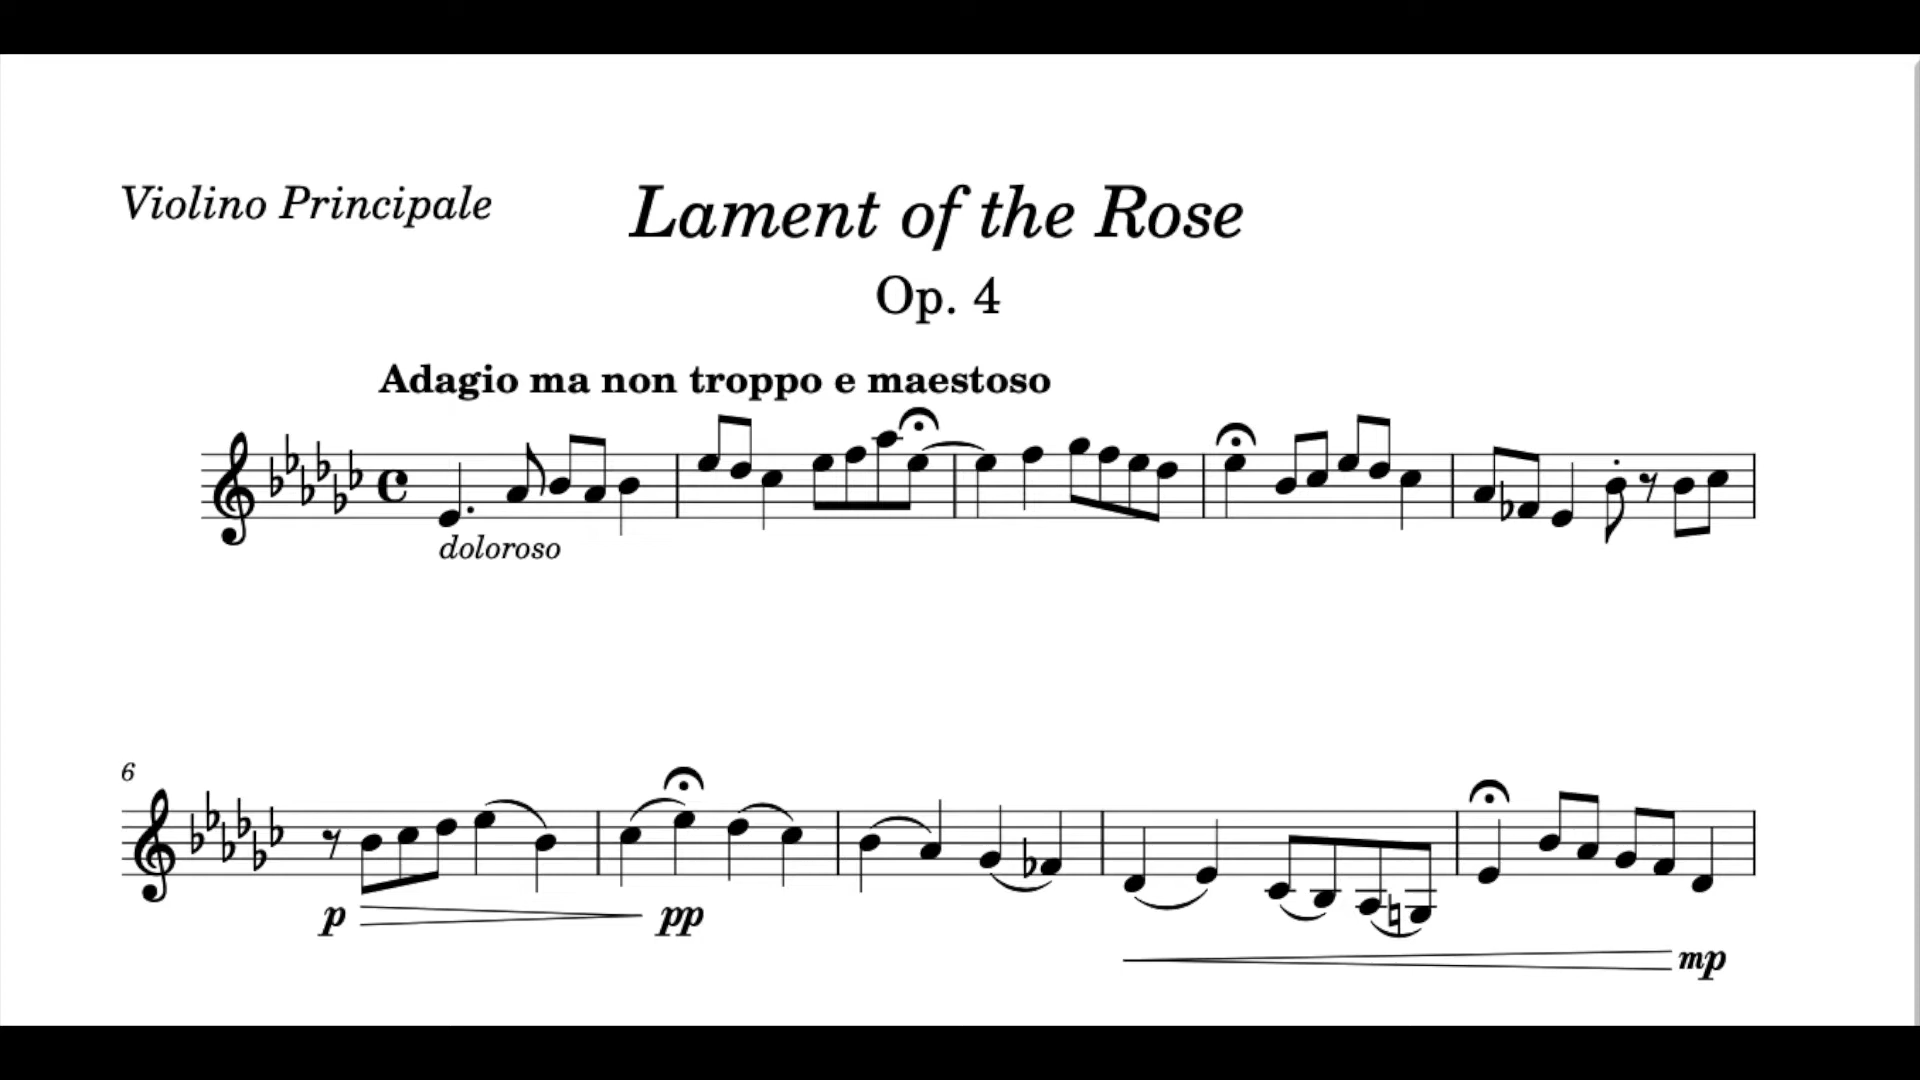 Violino Principale
Lament of the Rose
Op. 4
Adagio ma non troppo e maestoso
doloroso
6
p
pp
mp